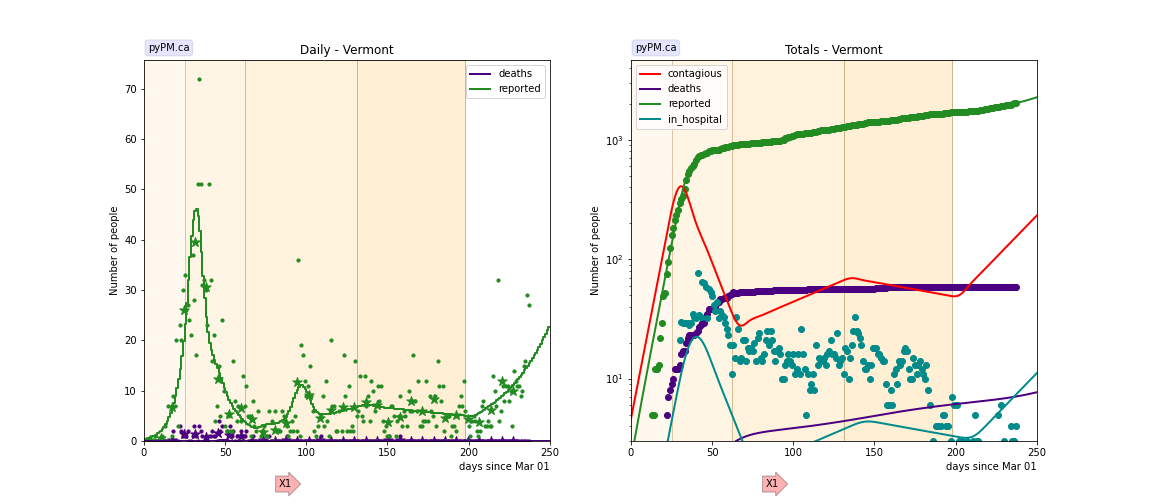 pyPM.ca
Daily - Vermont
deaths
reported
Number of people
70
60
50
40
30
20
10
0
0 50 100 150 200 250
days since Mar 01
X1
pyPM.ca
Totals - Vermont
contagious
deaths
reported
in_hospital
Number of people
10³
10²
10¹
0 50 100 150 200 250
days since Mar 01
X1